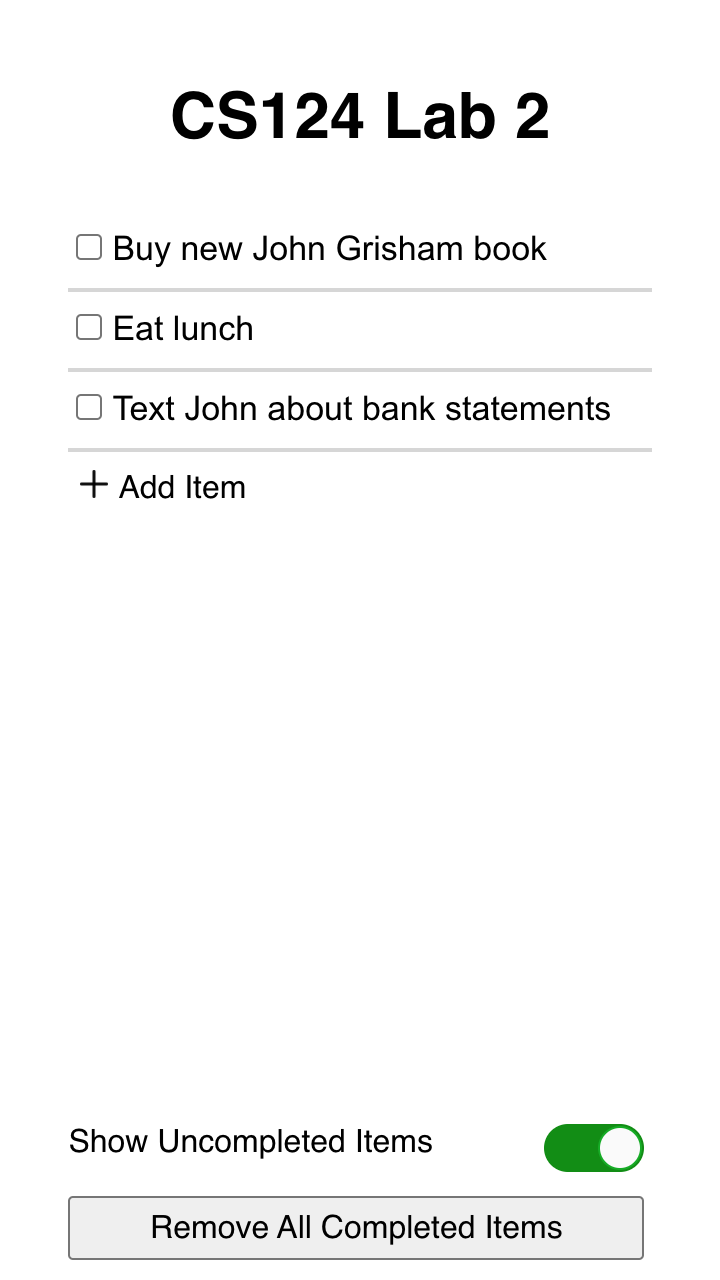 CS124 Lab 2
Buy new John Grisham book
Eat lunch
Text John about bank statements
Add Item
Show Uncompleted Items
Remove All Completed Items